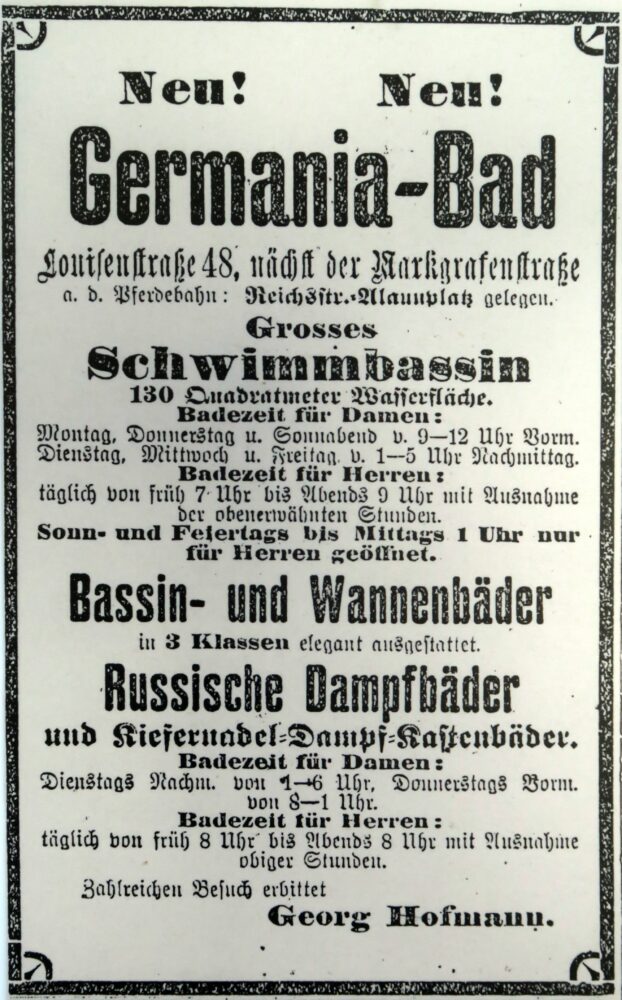 Neu! Neu!
Germania-Bad
Louisenstraße 48, nächst der Markgrafenstraße
a. d. Pferdebahn: Reichsstr.-Alaunplatz gelegen.
Grosses
Schwimmbassin
130 Quadratmeter Wasserfläche.
Badezeit für Damen:
Montag, Donnerstag u. Sonnabend v. 9—12 Uhr Vorm.
Dienstag, Mittwoch u. Freitag v. 1—5 Uhr Nachmittag.
Badezeit für Herren:
täglich von früh 7 Uhr bis Abends 9 Uhr mit Ausnahme
der obenerwähnten Stunden.
Sonn- und Feiertags bis Mittags 1 Uhr nur
für Herren geöffnet.
Bassin- und Wannenbäder
in 3 Klassen elegant ausgestattet.
Russische Dampfbäder
und Kiefernadel-Dampf-Kastenbäder.
Badezeit für Damen:
Dienstags Nachm. von 1—6 Uhr, Donnerstags Vorm.
von 8—1 Uhr.
Badezeit für Herren:
täglich von früh 8 Uhr bis Abends 8 Uhr mit Ausnahme
obiger Stunden.
Zahlreichen Besuch erbittet
Georg Hofmann.